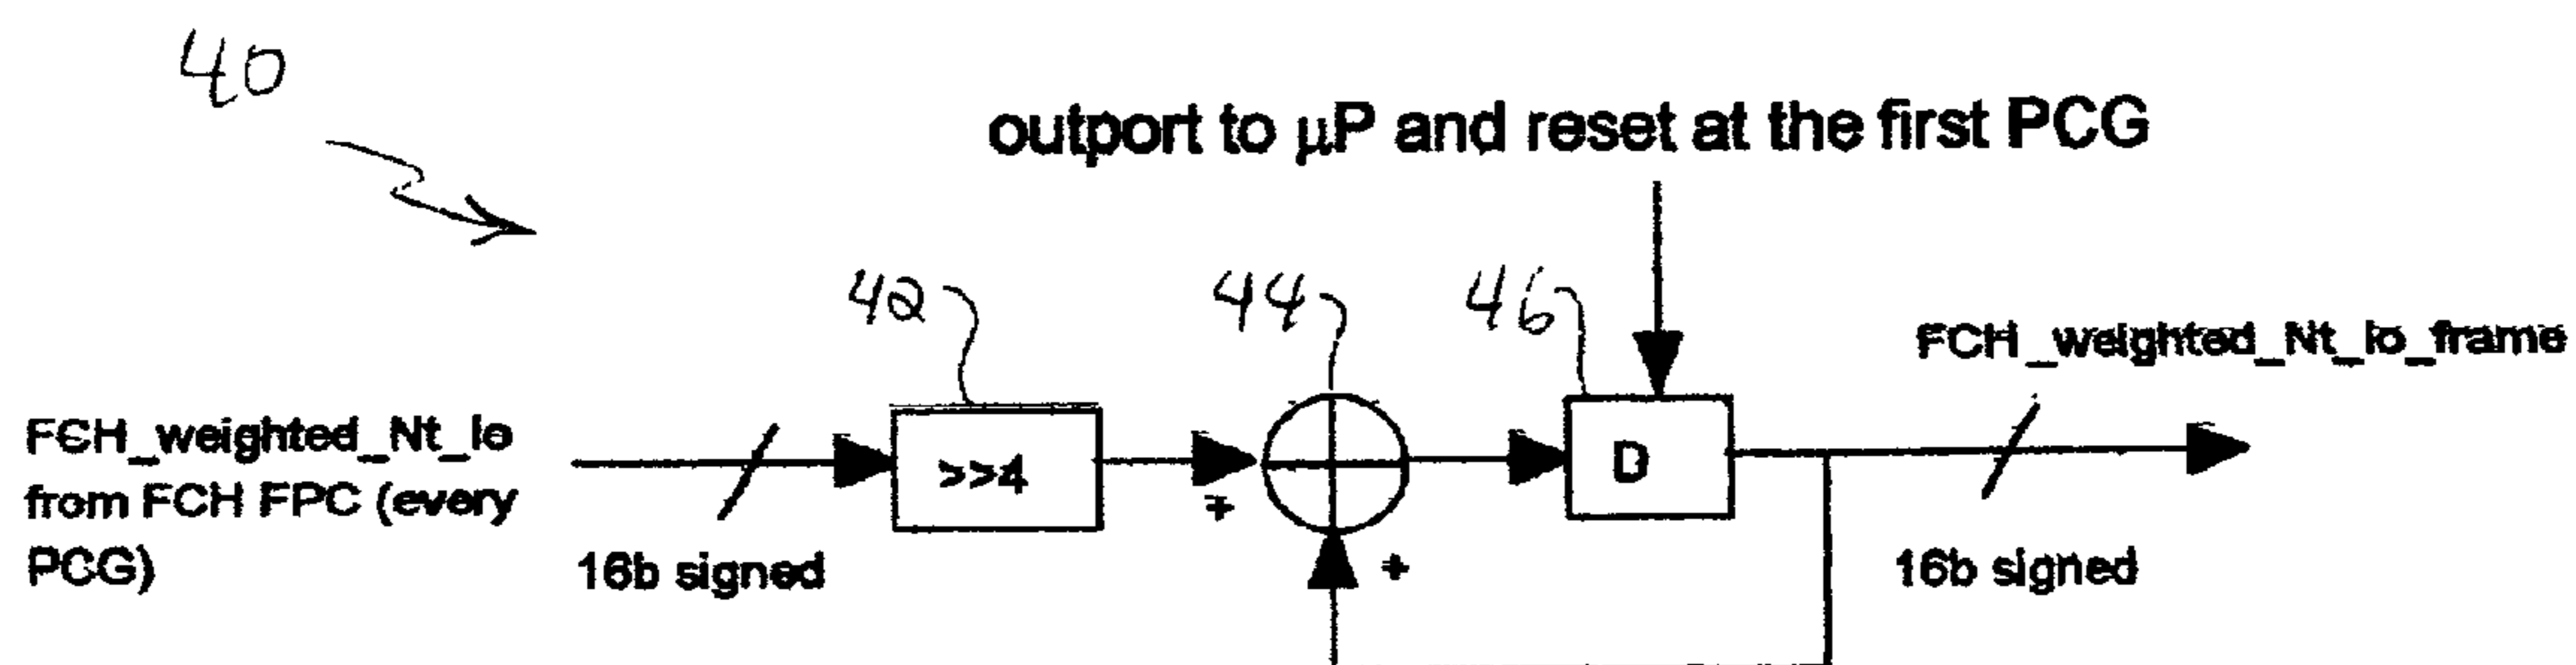 40
outport to μP and reset at the first PCG
42
44
46
FCH_weighted_Nt_Io_frame
FCH_weighted_Nt_Io
from FCH FPC (every
PCG)
>>4
D
+
+
16b signed
16b signed